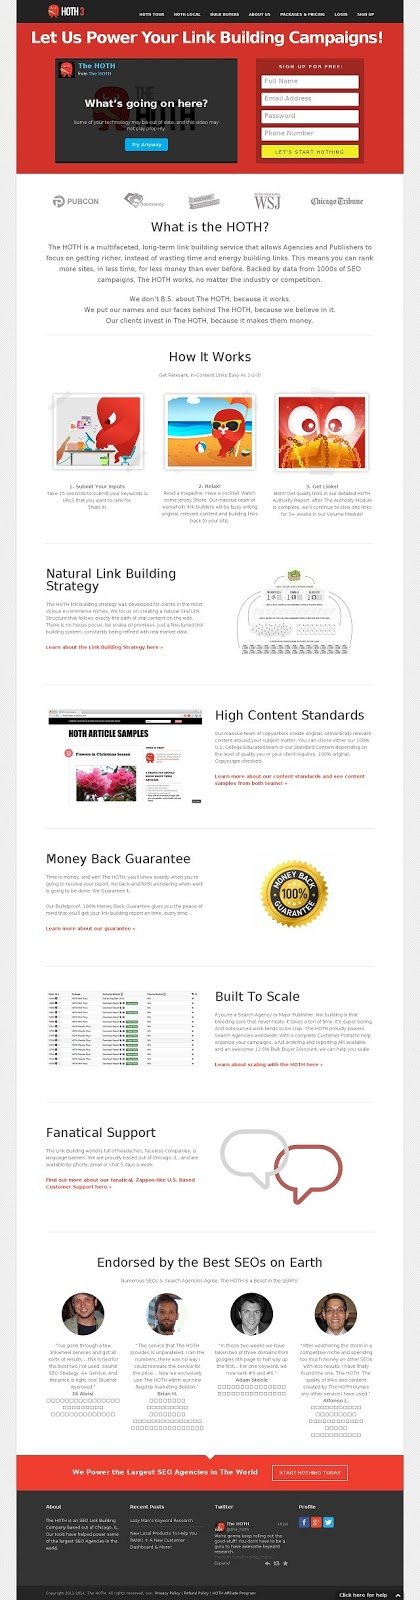 HOTH 3
HOTH TOUR HOTH LOCAL BULK BUYERS ABOUT US PACKAGES & PRICING LOGIN SIGN UP
Let Us Power Your Link Building Campaigns!
The HOTH
from The HOTH
What's going on here?
Some of your technology may be out of date, and this video
may not play properly.
Try Anyway
SIGN UP FOR FREE:
Full Name
Email Address
Password
Phone Number
LET'S START HOTHING
PUBCON
WSJ
Chicago Tribune
What is the HOTH?
The HOTH is a multifaceted, long-term link building service that allows Agencies and Publishers to
focus on getting richer, instead of wasting time and energy building links. This means you can rank
more sites, in less time, for less money than ever before. Backed by data from 1000s of SEO
campaigns, The HOTH works, no matter the industry or competition.
We don't B.S. about The HOTH, because it works.
We put our names and our faces behind The HOTH, because we believe in it.
Our clients invest in The HOTH, because it makes them money.
How It Works
Get Relevant, In-Content Links Easy As 1-2-3!
1. Submit Your Inputs
Take 15 seconds to submit your keywords &
URLS that you want to rank for.
Thats it!
2. Relax!
Read a magazine. Have a cocktail. Watch
some Jersey Shore. Our massive team of
workaholic link builders will be busy writing
original, relevant content and building links
back to your site.
3. Get Links!
Bam! Get quality links in our detailed HOTH
Authority Report. After The Authority Module
is complete, we'll continue to slow drip links
for 5+ weeks in our Volume Module!
Natural Link Building
Strategy
The HOTH link building strategy was developed for clients in the most
vicious e-commerce niches. We focus on creating a natural Viral Link
Structure that follows exactly the path of viral content on the web.
There is no hocus pocus, no snake oil promises, just a fine-tuned link
building system, constantly being refined with real market data.
Learn about the Link Building Strategy here »
HOTH ARTICLE SAMPLES
Flowers in Christmas Season
High Content Standards
Our massive team of copywriters create original, semantically relevant
content around your subject matter. You can chose either our 100%
U.S. College Educated team or our Standard Content depending on
the level of quality you or your client requires. 100% original,
Copyscape checked.
Learn more about our content standards and see content
samples from both teams! »
Money Back Guarantee
Time is money, and with The HOTH, you'll know exactly when you're
going to receive your report. No back-and-forth wondering when work
is going to be done. We Guarantee it.
Our Bulletproof, 100% Money Back Guarantee gives you the peace of
mind that you'll get your link building report on time, every time.
Learn more about our guarantee »
MONEY BACK
100%
GUARANTEE
Built To Scale
If you're a Search Agency or Major Publisher, link building is that
bleeding sore that never heals. It takes a ton of time. It's super boring.
And outsourced work tends to be crap. The HOTH proudly powers
Search Agencies worldwide. With a complete Customer Portal to help
organize your campaigns, a full ordering and reporting API available,
and an awesome 12.5% Bulk Buyer Discount, we can help you scale.
Learn about scaling with the HOTH here »
Fanatical Support
The Link Building world is full of headaches, faceless companies, &
language barriers. We are proudly based out of Chicago, IL, and are
available by phone, email or chat 5 days a week.
Find out more about our fanatical, Zappos-like U.S. Based
Customer Support here »
Endorsed by the Best SEOs on Earth
Numerous SEOs & Search Agencies Agree, The HOTH is a Beast in the SERPS!
"I've gone through a few
linkwheel services and got all
sorts of results ... this is tied for
the best two I've used. Sound
SEO Strategy, A+ Service. And
the price is right, too! Bluehat
Approved."
Eli Aloisi
"The service that The HOTH
provides is unparalleled. I ran the
numbers, there was no way I
could recreate the service for
the price... Now we exclusively
use The HOTH within our new
flagship marketing division."
Brian H.
"In those two weeks we have
taken two of three domains from
googles 6th page to half way up
the first... For one keyword, we
now rank #5 and #6."
Adam Steele
"After weathering the storm in a
competitive niche and spending
too much money on other SEOs
with less results, I have finally
found the one, The HOTH. The
quality of links and content
created by The HOTH trumps
any other service I have used."
Alfonso L.
We Power the Largest SEO Agencies In The World
START HOTHING TODAY
About
The HOTH is an SEO Link Building
Company based out of Chicago, IL.
Our tools have helped power some
of the largest SEO Agencies in the
world.
Recent Posts
Lazy Man's Keyword Research
New Local Products To Help You
RANK! + A New Customer
Dashboard & More!
Twitter
The HOTH
@the_hoth
We're gonna keep rolling out the
good stuff. You dont have to be a
guru to have awesome keyword
research.
Expand
Profile
Copyright 2011-2014. The HOTH. All rights reserved, son. Privacy Policy | Refund Policy | HOTH Affiliate Program
Click here for help